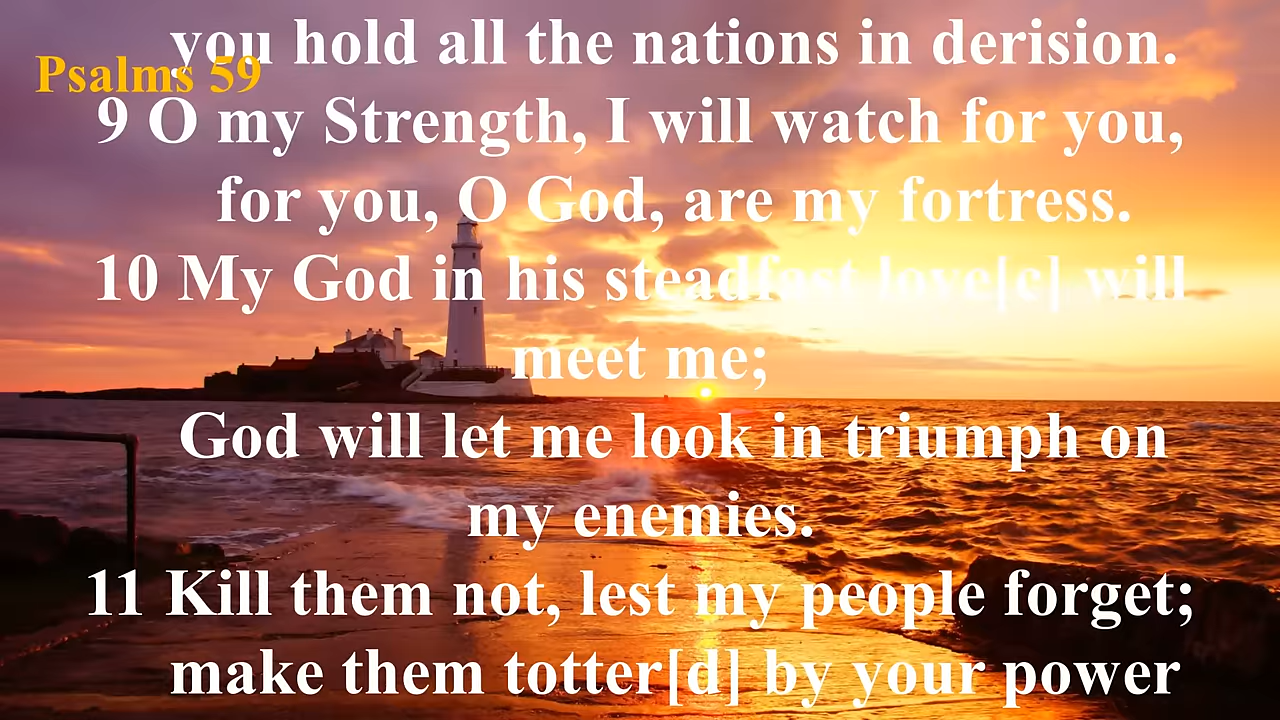 you hold all the nations in derision.
Psalms 59
9 O my Strength, I will watch for you,
for you, O God, are my fortress.
10 My God in his steadfast love[c] will
meet me;
God will let me look in triumph on
my enemies.
11 Kill them not, lest my people forget;
make them totter[d] by your power